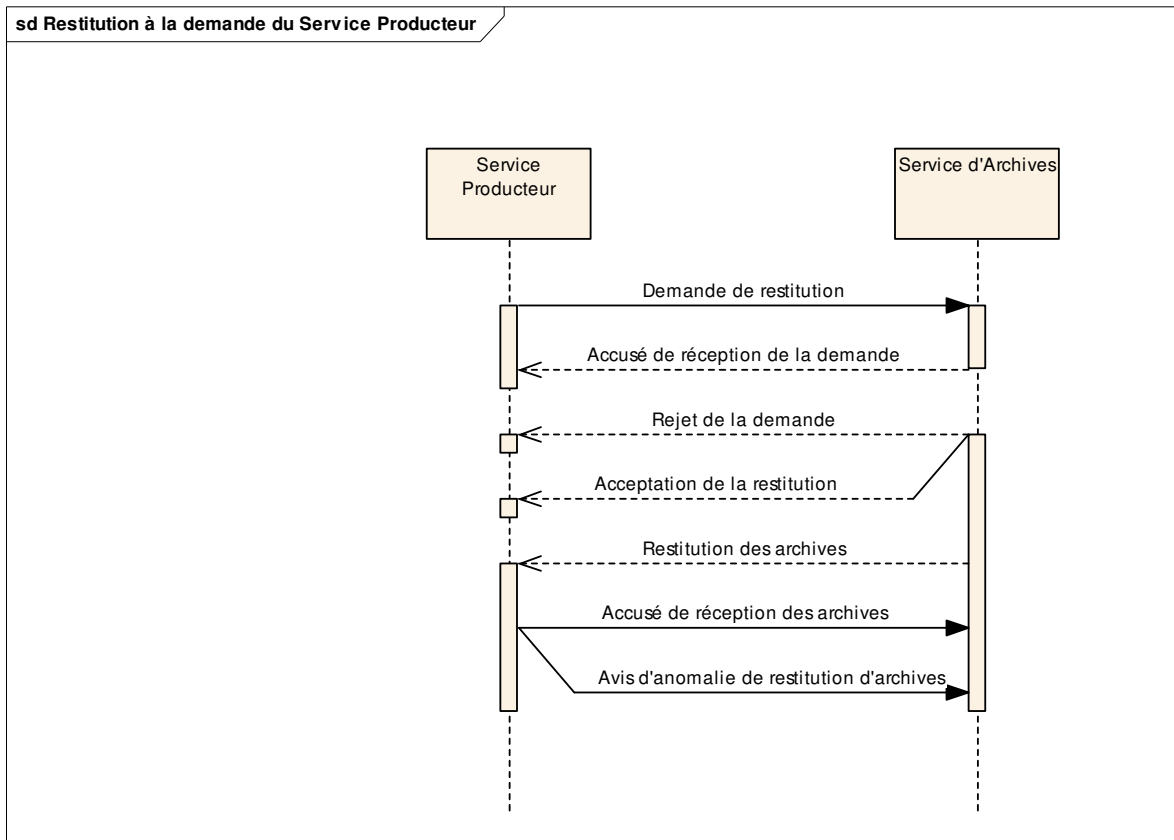 sd Restitution à la demande du Service Producteur
Service
Producteur
Service d'Archives
Demande de restitution
Accusé de réception de la demande
Rejet de la demande
Acceptation de la restitution
Restitution des archives
Accusé de réception des archives
Avis d'anomalie de restitution d'archives